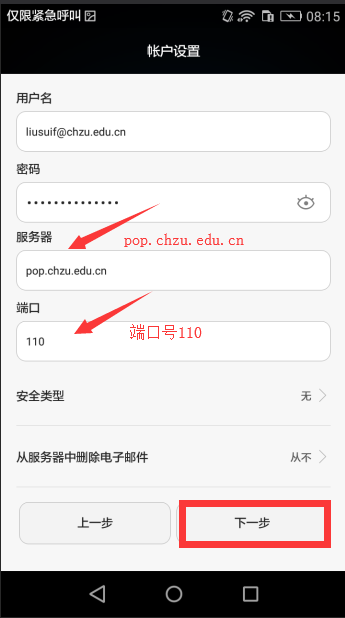 仅限紧急呼叫 08:15
帐户设置
用户名
liusuif@chzu.edu.cn
密码
••••••••••••••
服务器
pop.chzu.edu.cn
pop.chzu.edu.cn
端口
端口号110
110
安全类型 无
从服务器中删除电子邮件 从不
上一步 下一步